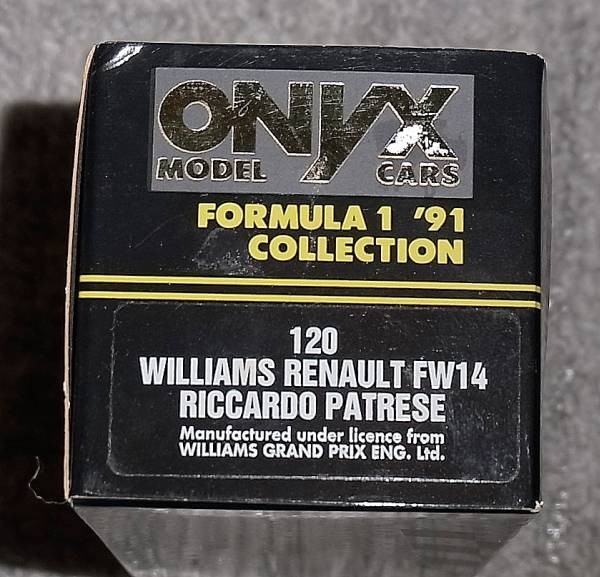 ONYX
MODEL CARS
FORMULA 1 '91
COLLECTION
120
WILLIAMS RENAULT FW14
RICCARDO PATRESE
Manufactured under licence from
WILLIAMS GRAND PRIX ENG. Ltd.